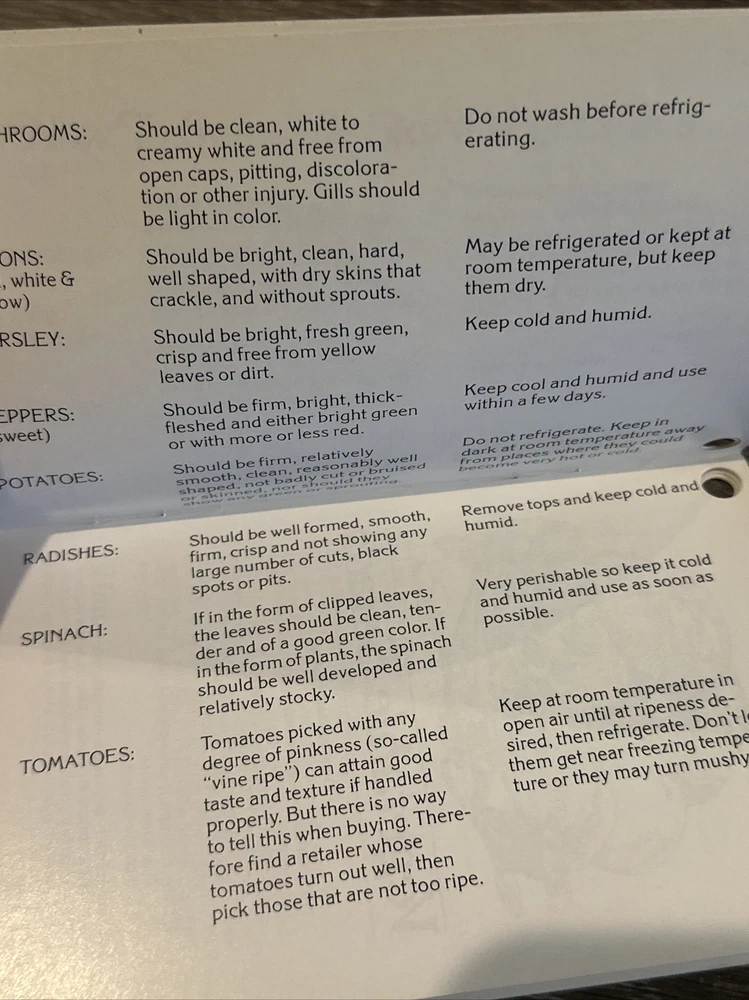 HROOMS: Should be clean, white to Do not wash before refrig-
creamy white and free from erating.
open caps, pitting, discolora-
tion or other injury. Gills should
be light in color.
ONS: Should be bright, clean, hard, May be refrigerated or kept at
, white & well shaped, with dry skins that room temperature, but keep
ow) crackle, and without sprouts. them dry.
RSLEY: Should be bright, fresh green, Keep cold and humid.
crisp and free from yellow
leaves or dirt.
EPPERS: Should be firm, bright, thick- Keep cool and humid and use
sweet) fleshed and either bright green within a few days.
or with more or less red.
POTATOES: Should be firm, relatively Do not refrigerate. Keep in
smooth, clean, reasonably well dark at room temperature away
shaped, not badly cut or bruised from places where they could
or skinned, nor should they become very hot or cold.
show any green or sprouting.
RADISHES: Should be well formed, smooth, Remove tops and keep cold and
firm, crisp and not showing any humid.
large number of cuts, black
spots or pits.
SPINACH: If in the form of clipped leaves, Very perishable so keep it cold
the leaves should be clean, ten- and humid and use as soon as
der and of a good green color. If possible.
in the form of plants, the spinach
should be well developed and
relatively stocky.
TOMATOES: Tomatoes picked with any Keep at room temperature in
degree of pinkness (so-called open air until at ripeness de-
"vine ripe") can attain good sired, then refrigerate. Don't l
taste and texture if handled them get near freezing tempe
properly. But there is no way ture or they may turn mushy
to tell this when buying. There-
fore find a retailer whose
tomatoes turn out well, then
pick those that are not too ripe.